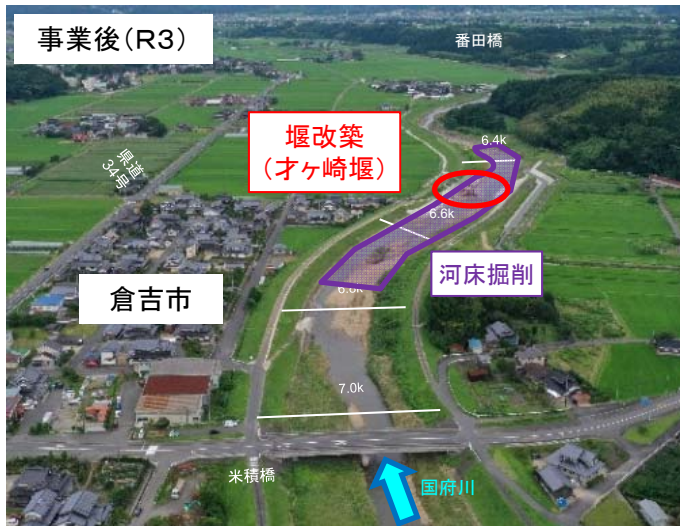 事業後(R3)
番田橋
堰改築
(才ヶ崎堰)
6.4k
県道
34号
6.6k
河床掘削
倉吉市
6.8k
7.0k
米積橋
国府川